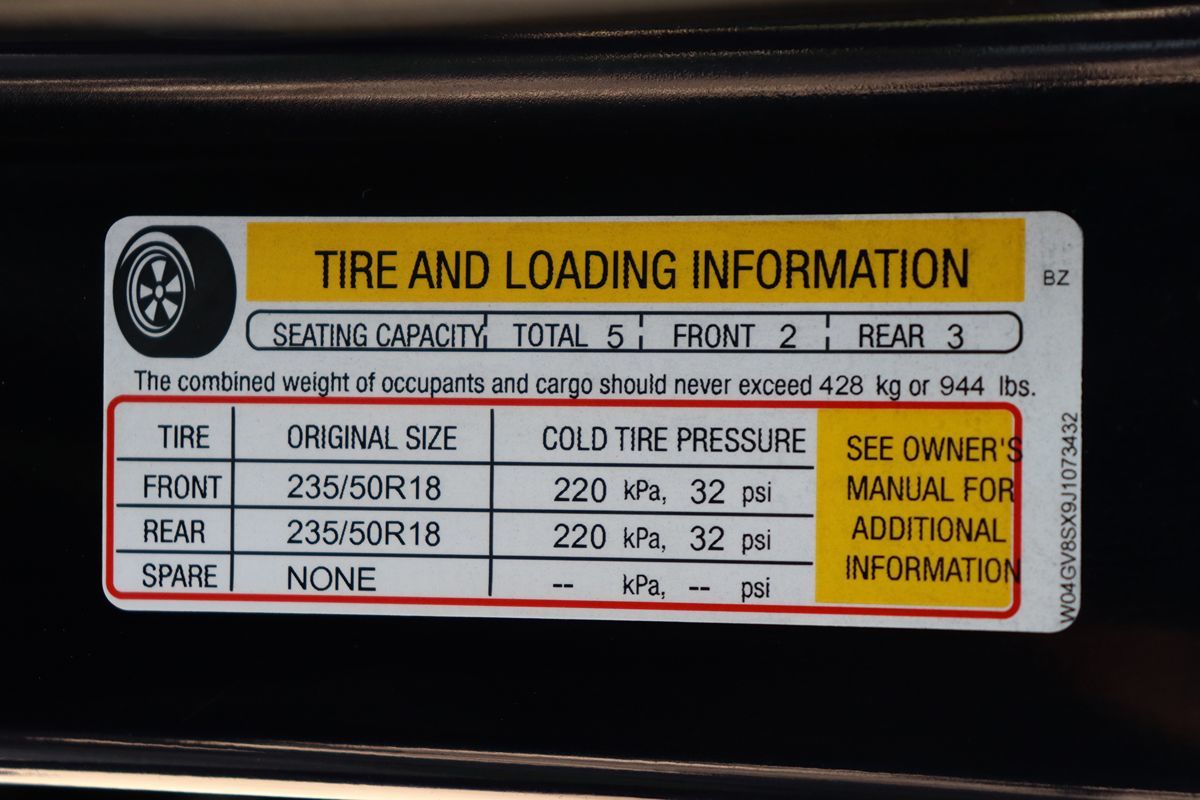 TIRE AND LOADING INFORMATION
BZ
SEATING CAPACITY TOTAL 5 FRONT 2 REAR 3
The combined weight of occupants and cargo should never exceed 428 kg or 944 lbs.
TIRE ORIGINAL SIZE COLD TIRE PRESSURE
FRONT 235/50R18 220 kPa, 32 psi
REAR 235/50R18 220 kPa, 32 psi
SPARE NONE -- kPa, -- psi
SEE OWNER'S
MANUAL FOR
ADDITIONAL
INFORMATION
W04GV8SX9J1073432